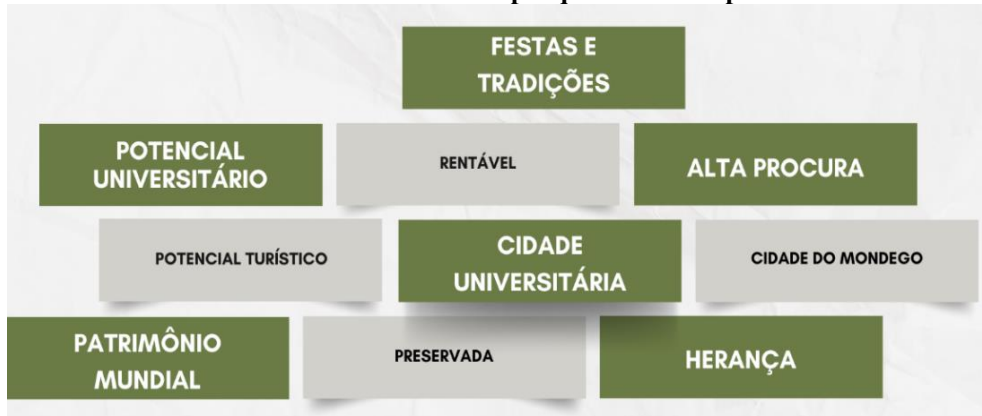 FESTAS E
TRADIÇÕES
POTENCIAL
UNIVERSITÁRIO
RENTÁVEL
ALTA PROCURA
POTENCIAL TURÍSTICO
CIDADE
UNIVERSITÁRIA
CIDADE DO MONDEGO
PATRIMÔNIO
MUNDIAL
PRESERVADA
HERANÇA